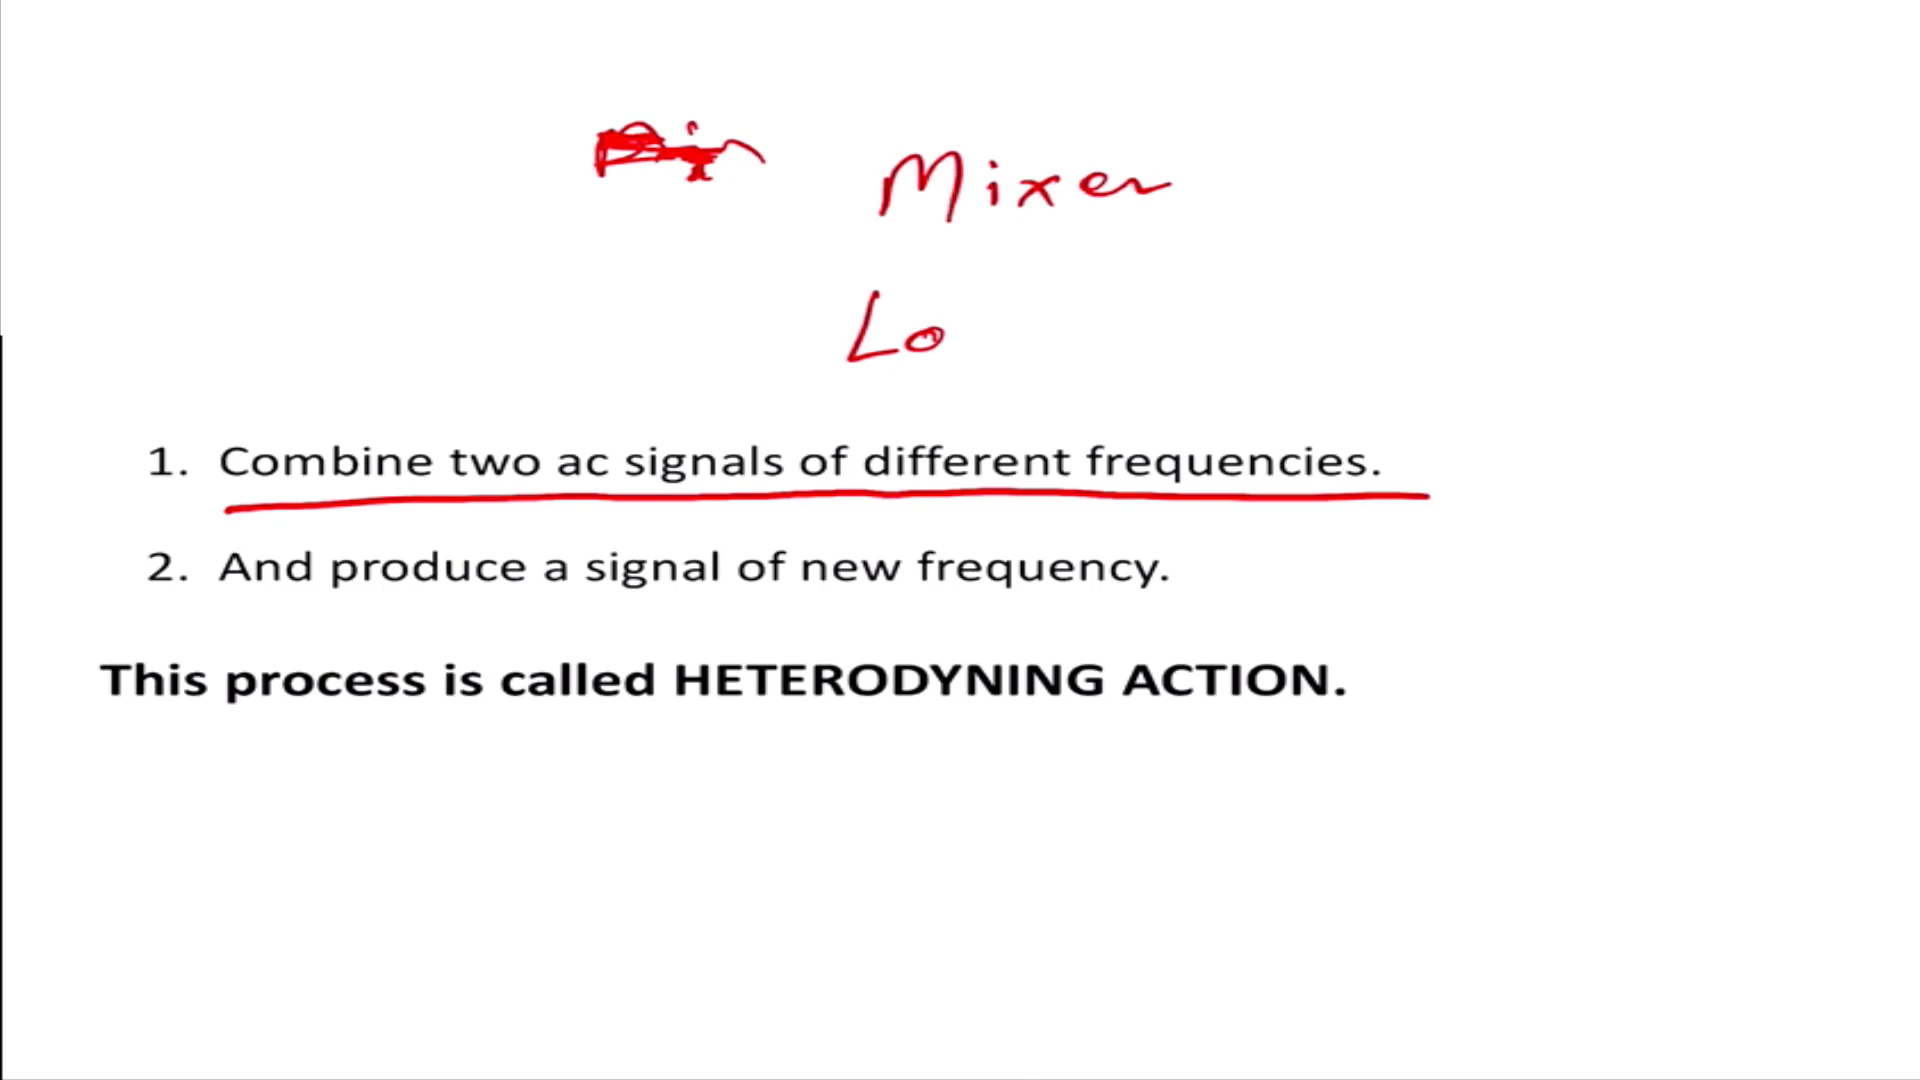 Mixer
Lo
1. Combine two ac signals of different frequencies.
2. And produce a signal of new frequency.
This process is called HETERODYNING ACTION.